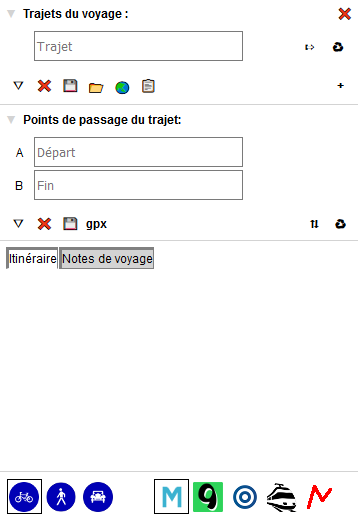 Trajets du voyage :
Trajet
Points de passage du trajet:
A Départ
B Fin
gpx
Itinéraire Notes de voyage
M 9